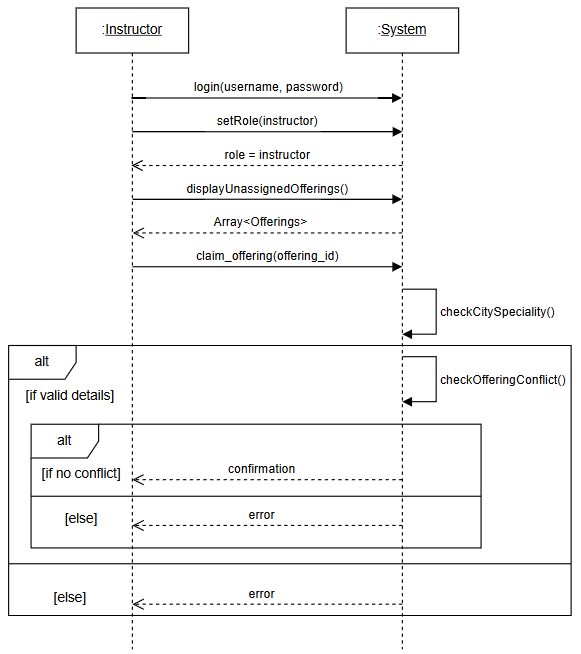 :Instructor
:System
login(username, password)
setRole(instructor)
role = instructor
displayUnassignedOfferings()
Array<Offerings>
claim_offering(offering_id)
checkCitySpeciality()
alt
checkOfferingConflict()
[if valid details]
alt
[if no conflict]
confirmation
[else]
error
[else]
error